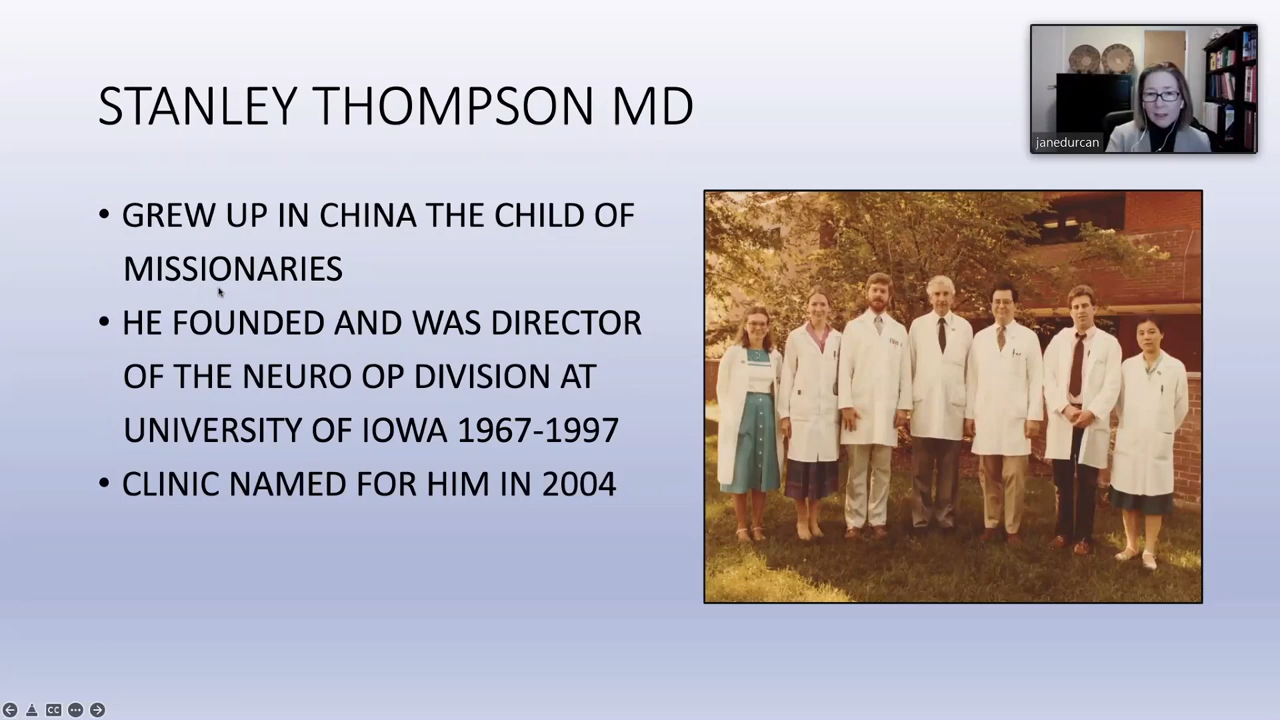 STANLEY THOMPSON MD
janedurcan
• GREW UP IN CHINA THE CHILD OF
MISSIONARIES
• HE FOUNDED AND WAS DIRECTOR
OF THE NEURO OP DIVISION AT
UNIVERSITY OF IOWA 1967-1997
• CLINIC NAMED FOR HIM IN 2004
CC